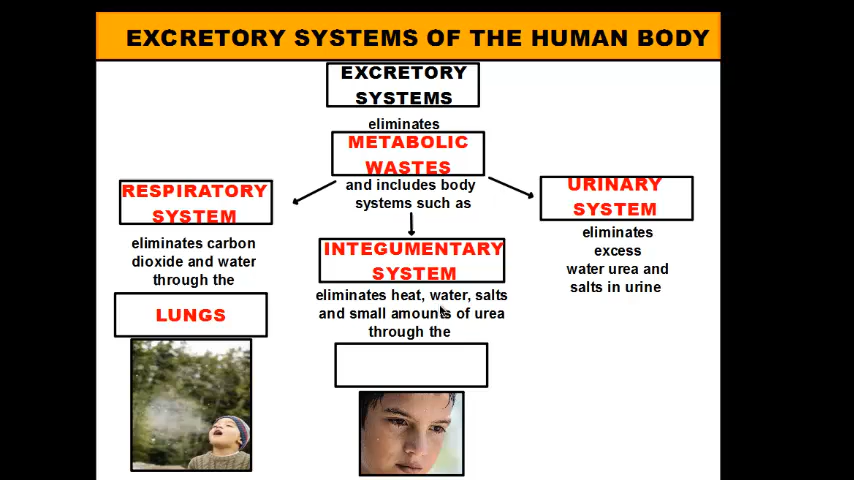 EXCRETORY SYSTEMS OF THE HUMAN BODY
EXCRETORY
SYSTEMS
eliminates
METABOLIC
WASTES
and includes body
systems such as
RESPIRATORY
SYSTEM
eliminates carbon
dioxide and water
through the
LUNGS
INTEGUMENTARY
SYSTEM
eliminates heat, water, salts
and small amounts of urea
through the
URINARY
SYSTEM
eliminates
excess
water urea and
salts in urine